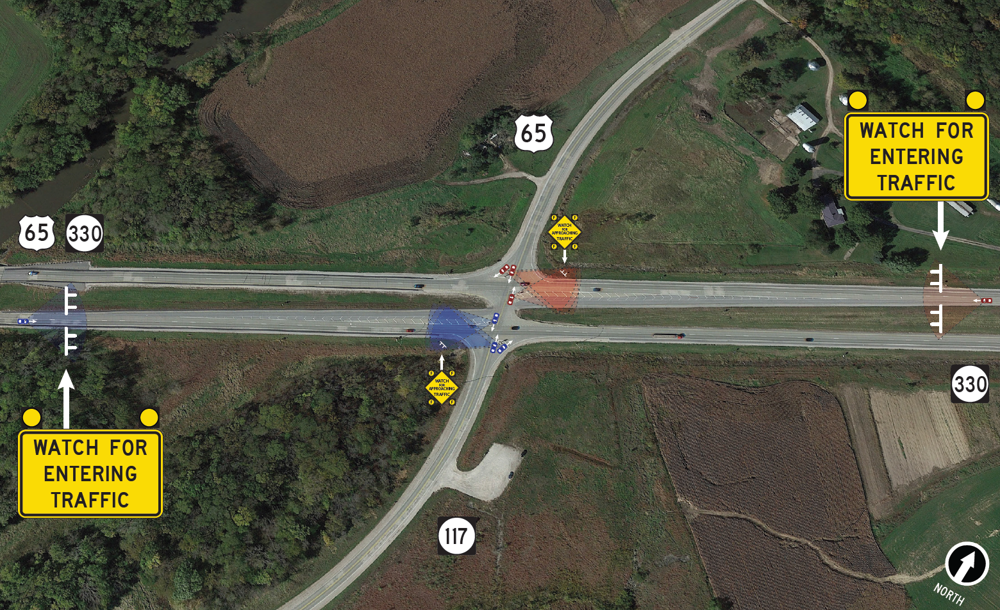 65
WATCH FOR
ENTERING
TRAFFIC
65
330
F F
WATCH
FOR
APPROACHING
TRAFFIC
F F
F F
WATCH
FOR
APPROACHING
TRAFFIC
F F
330
WATCH FOR
ENTERING
TRAFFIC
117
NORTH